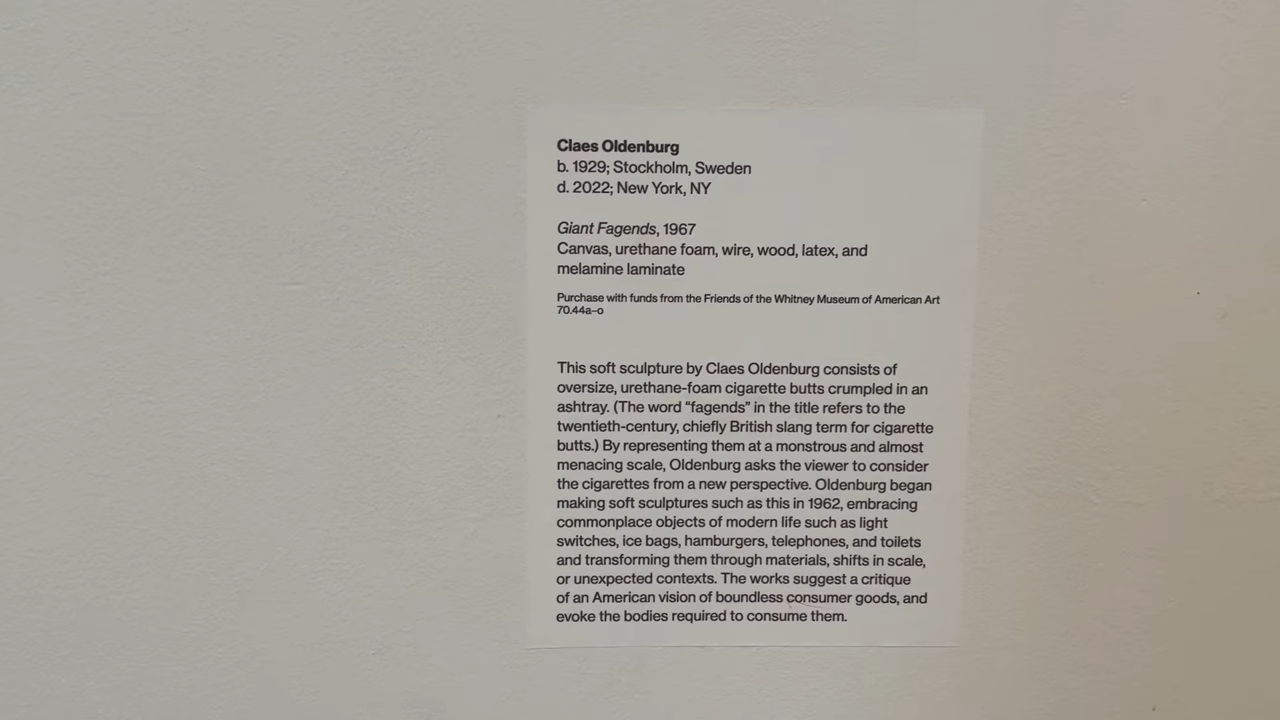 Claes Oldenburg
b. 1929; Stockholm, Sweden
d. 2022; New York, NY
Giant Fagends, 1967
Canvas, urethane foam, wire, wood, latex, and
melamine laminate
Purchase with funds from the Friends of the Whitney Museum of American Art
70.44a–o
This soft sculpture by Claes Oldenburg consists of
oversize, urethane-foam cigarette butts crumpled in an
ashtray. (The word “fagends” in the title refers to the
twentieth-century, chiefly British slang term for cigarette
butts.) By representing them at a monstrous and almost
menacing scale, Oldenburg asks the viewer to consider
the cigarettes from a new perspective. Oldenburg began
making soft sculptures such as this in 1962, embracing
commonplace objects of modern life such as light
switches, ice bags, hamburgers, telephones, and toilets
and transforming them through materials, shifts in scale,
or unexpected contexts. The works suggest a critique
of an American vision of boundless consumer goods, and
evoke the bodies required to consume them.